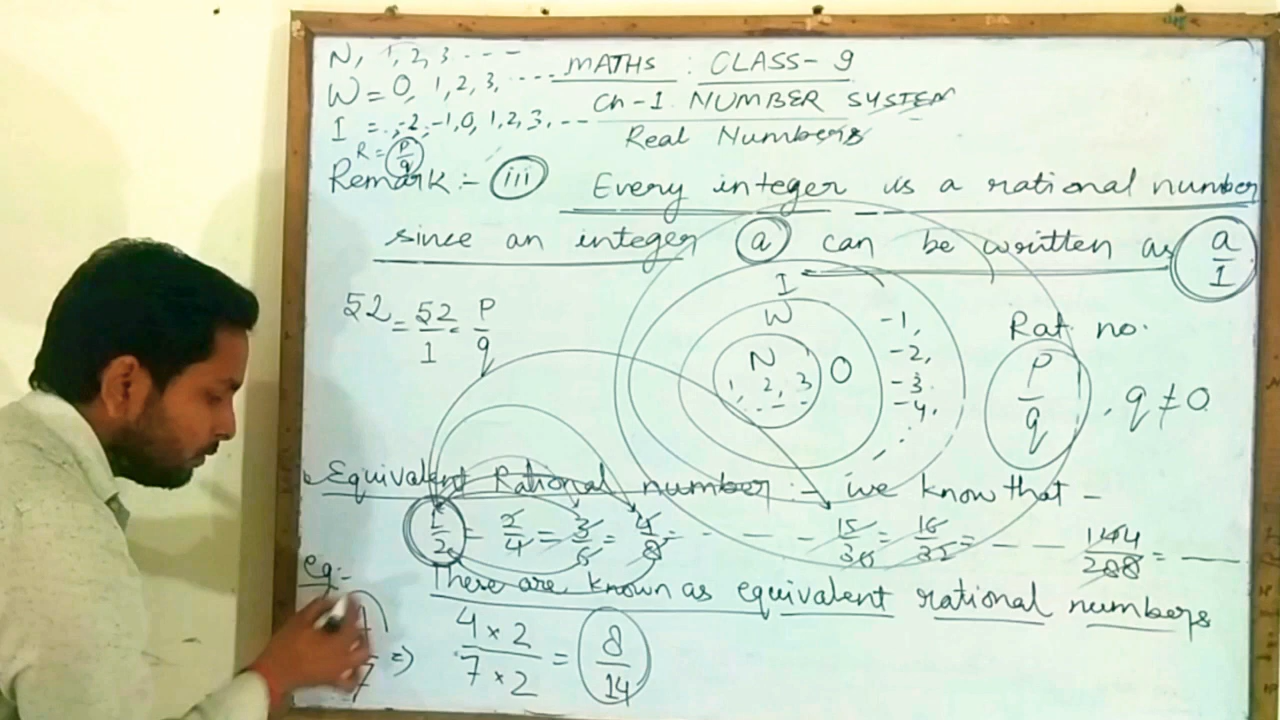 N, 1, 2, 3 - - -
MATHS : CLASS- 9
W = 0, 1, 2, 3, ----
Ch-1 NUMBER SYSTEM
I = .,-2,-1,0,1,2,3,---
Real Numbers
R = p/q
Remark :- (iii) Every integer is a rational number
since an integer (a) can be written as a/1
52 = 52/1 = P/q
I
W
N
1, 2, 3
- - - -
0
-1,
-2,
-3
-4,
Rat. no.
P/q , q ≠ 0
Equivalent Rational number :- we know that -
1/2 = 2/4 = 3/6 = 4/8 = - - - - 15/30 = 16/32 = - - - 144/288 = ---
eg:- These are known as equivalent rational numbers
4/7 ⇒ 4 × 2/7 × 2 = 8/14